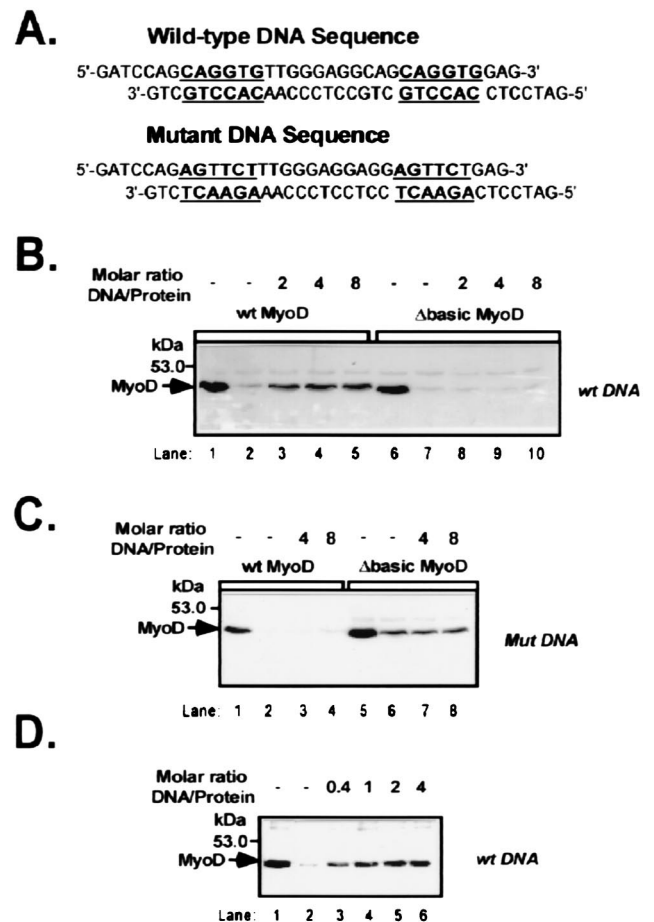 A.
Wild-type DNA Sequence
5'-GATCCAGCAGGTGTTGGGAGGCAGCAGGTGGAG-3'
3'-GTCGTCCACAACCCTCCGTC GTCCAC CTCCTAG-5'
Mutant DNA Sequence
5'-GATCCAGAGTTCTTTGGGAGGAGGAGTTCTGAG-3'
3'-GTCTCAAGAAACCCTCCTCC TCAAGACTCCTAG-5'
B.
Molar ratio DNA/Protein - - 2 4 8 - - 2 4 8
wt MyoD Δbasic MyoD
kDa
53.0
MyoD wt DNA
Lane: 1 2 3 4 5 6 7 8 9 10
C.
Molar ratio DNA/Protein - - 4 8 - - 4 8
wt MyoD Δbasic MyoD
kDa
53.0
MyoD Mut DNA
Lane: 1 2 3 4 5 6 7 8
D.
Molar ratio DNA/Protein - - 0.4 1 2 4
kDa
53.0
MyoD wt DNA
Lane: 1 2 3 4 5 6